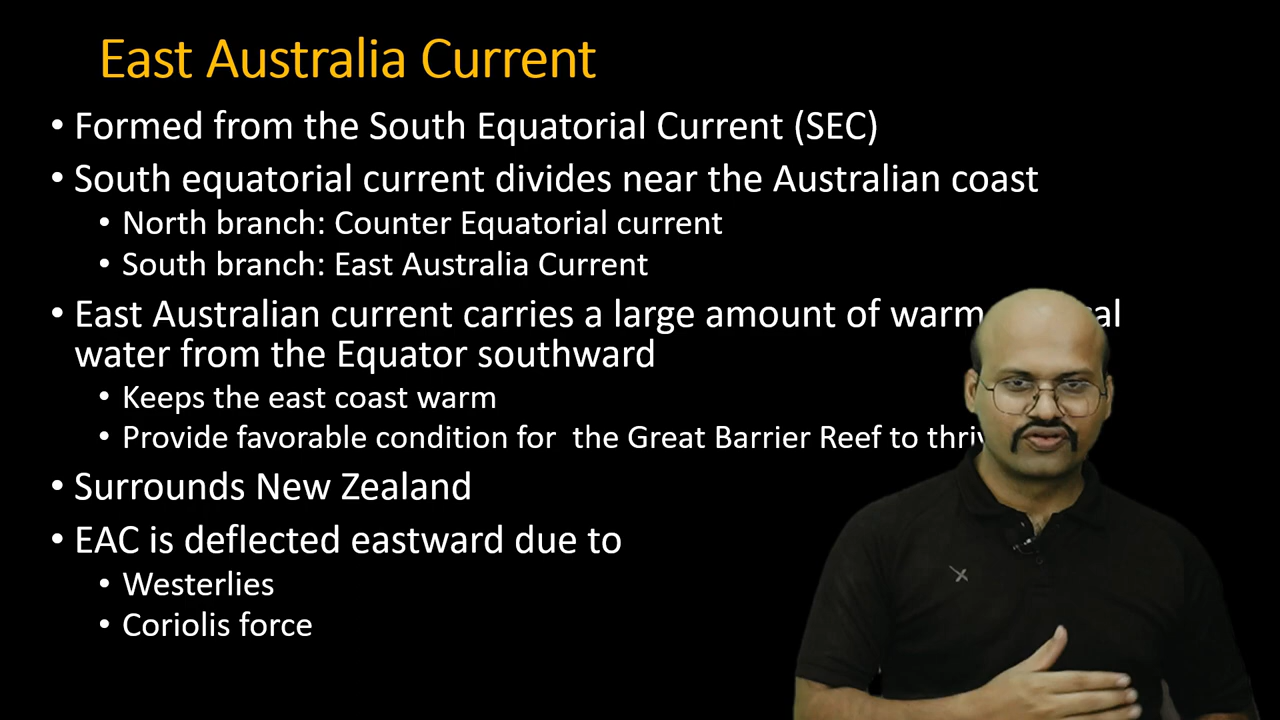 East Australia Current
• Formed from the South Equatorial Current (SEC)
• South equatorial current divides near the Australian coast
• North branch: Counter Equatorial current
• South branch: East Australia Current
• East Australian current carries a large amount of warm
water from the Equator southward
• Keeps the east coast warm
• Provide favorable condition for the Great Barrier Reef to
• Surrounds New Zealand
• EAC is deflected eastward due to
• Westerlies
• Coriolis force